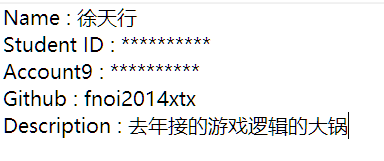 Name : 徐天行
Student ID : **********
Account9 : **********
Github : fnoi2014xtx
Description : 去年接的游戏逻辑的大锅